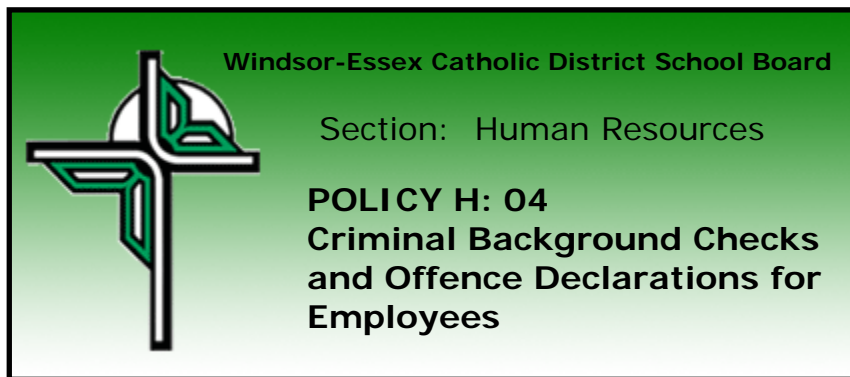 Windsor-Essex Catholic District School Board
Section: Human Resources
POLICY H: 04
Criminal Background Checks
and Offence Declarations for
Employees